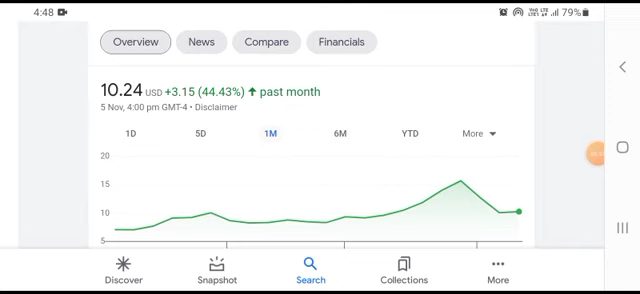 4:48 79%
Overview News Compare Financials
10.24 USD +3.15 (44.43%) ↑ past month
5 Nov, 4:00 pm GMT-4 • Disclaimer
1D 5D 1M 6M YTD More
20
15
10
5
Discover Snapshot Search Collections More